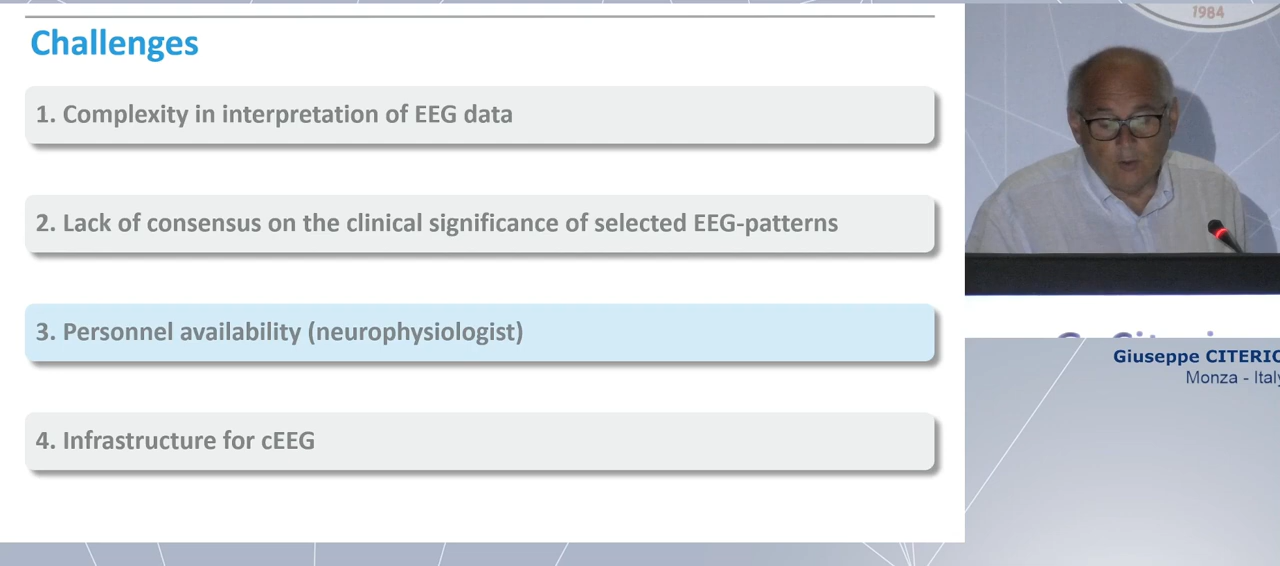 Challenges
1. Complexity in interpretation of EEG data
2. Lack of consensus on the clinical significance of selected EEG-patterns
3. Personnel availability (neurophysiologist)
4. Infrastructure for cEEG
1984
Giuseppe
Monza - Italy